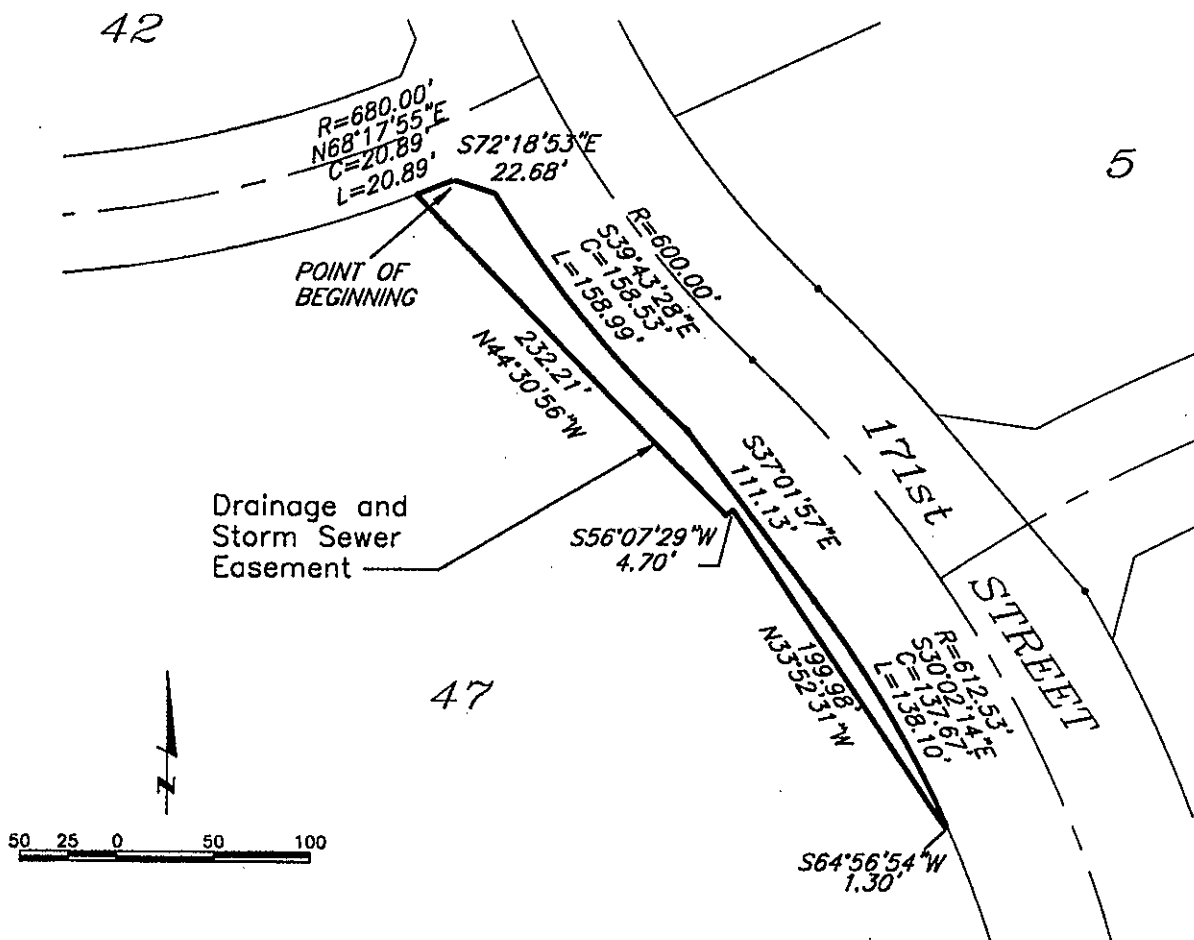 42
R=680.00'
N68°17'55"E
C=20.89'
L=20.89'
S72°18'53"E
22.68'
5
POINT OF
BEGINNING
R=600.00'
S39°43'28"E
C=158.53'
L=158.99'
232.21'
N44°30'56"W
171st
STREET
S37°01'57"E
111.13'
Drainage and
Storm Sewer
Easement
S56°07'29"W
4.70'
R=612.53'
S30°02'14"E
C=137.67'
L=138.10'
199.98'
N33°52'31"W
47
N
50 25 0 50 100
S64°56'54"W
1.30'